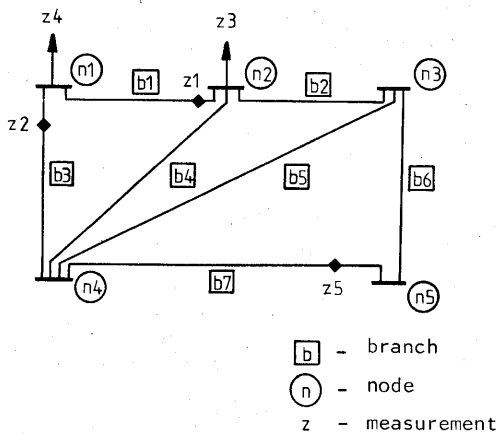 z4
z3
n1
b1
z1
n2
b2
n3
z2
b3
b4
b5
b6
n4
b7
z5
n5
b - branch
n - node
z - measurement